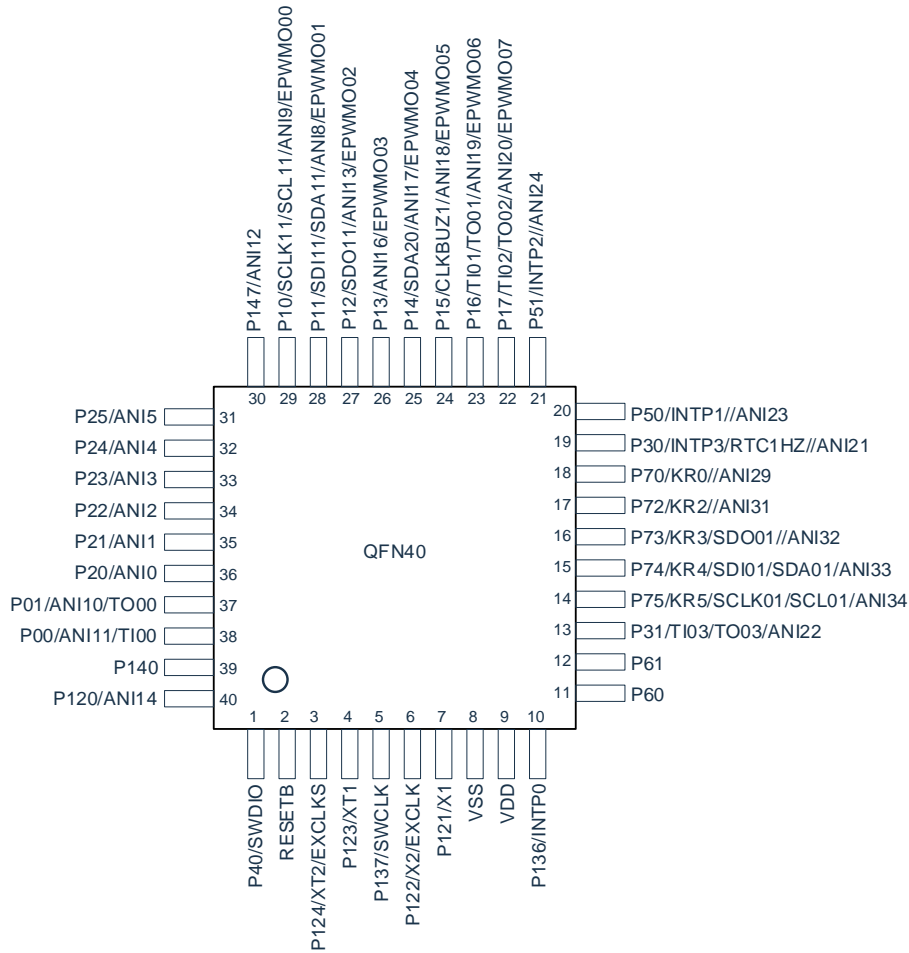 P147/ANI12
P10/SCLK11/SCL11/ANI9/EPWMO00
P11/SDI11/SDA11/ANI8/EPWMO01
P12/SDO11/ANI13/EPWMO02
P13/ANI16/EPWMO03
P14/SDA20/ANI17/EPWMO04
P15/CLKBUZ1/ANI18/EPWMO05
P16/TI01/TO01/ANI19/EPWMO06
P17/TI02/TO02/ANI20/EPWMO07
P51/INTP2//ANI24
30 29 28 27 26 25 24 23 22 21
P25/ANI5 31
P24/ANI4 32
P23/ANI3 33
P22/ANI2 34
P21/ANI1 35
P20/ANI0 36
P01/ANI10/TO00 37
P00/ANI11/TI00 38
P140 39
P120/ANI14 40
QFN40
20 P50/INTP1//ANI23
19 P30/INTP3/RTC1HZ//ANI21
18 P70/KR0//ANI29
17 P72/KR2//ANI31
16 P73/KR3/SDO01//ANI32
15 P74/KR4/SDI01/SDA01/ANI33
14 P75/KR5/SCLK01/SCL01/ANI34
13 P31/TI03/TO03/ANI22
12 P61
11 P60
1 2 3 4 5 6 7 8 9 10
P40/SWDIO
RESETB
P124/XT2/EXCLKS
P123/XT1
P137/SWCLK
P122/X2/EXCLK
P121/X1
VSS
VDD
P136/INTP0